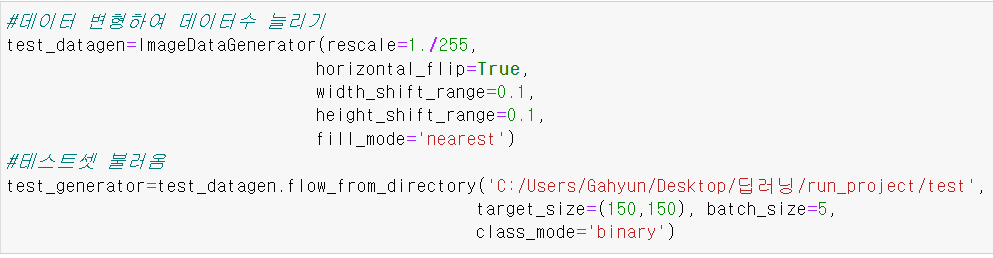 #데이터 변형하여 데이터수 늘리기
test_datagen=ImageDataGenerator(rescale=1./255,
horizontal_flip=True,
width_shift_range=0.1,
height_shift_range=0.1,
fill_mode='nearest')
#테스트셋 불러옴
test_generator=test_datagen.flow_from_directory('C:/Users/Gahyun/Desktop/딥러닝/run_project/test',
target_size=(150,150), batch_size=5,
class_mode='binary')